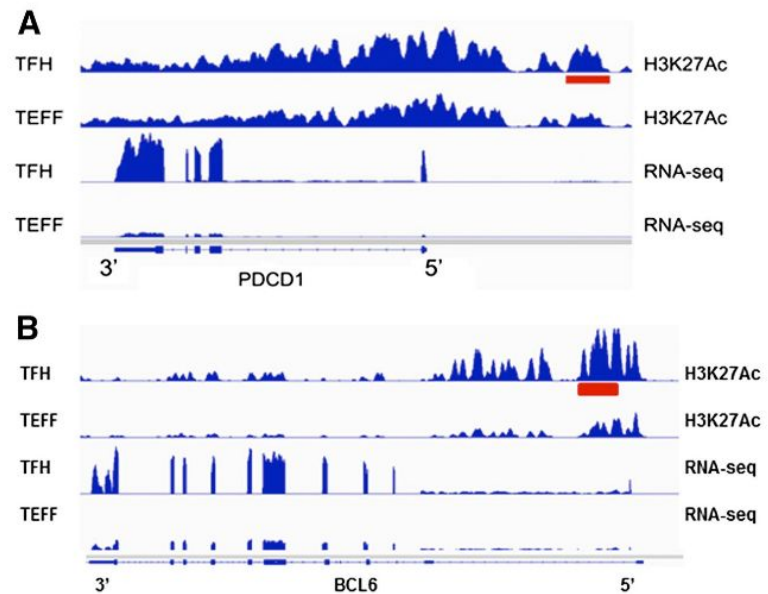 A
TFH H3K27Ac
TEFF H3K27Ac
TFH RNA-seq
TEFF RNA-seq
3’ 5’
PDCD1
B
TFH H3K27Ac
TEFF H3K27Ac
TFH RNA-seq
TEFF RNA-seq
3’ BCL6 5’